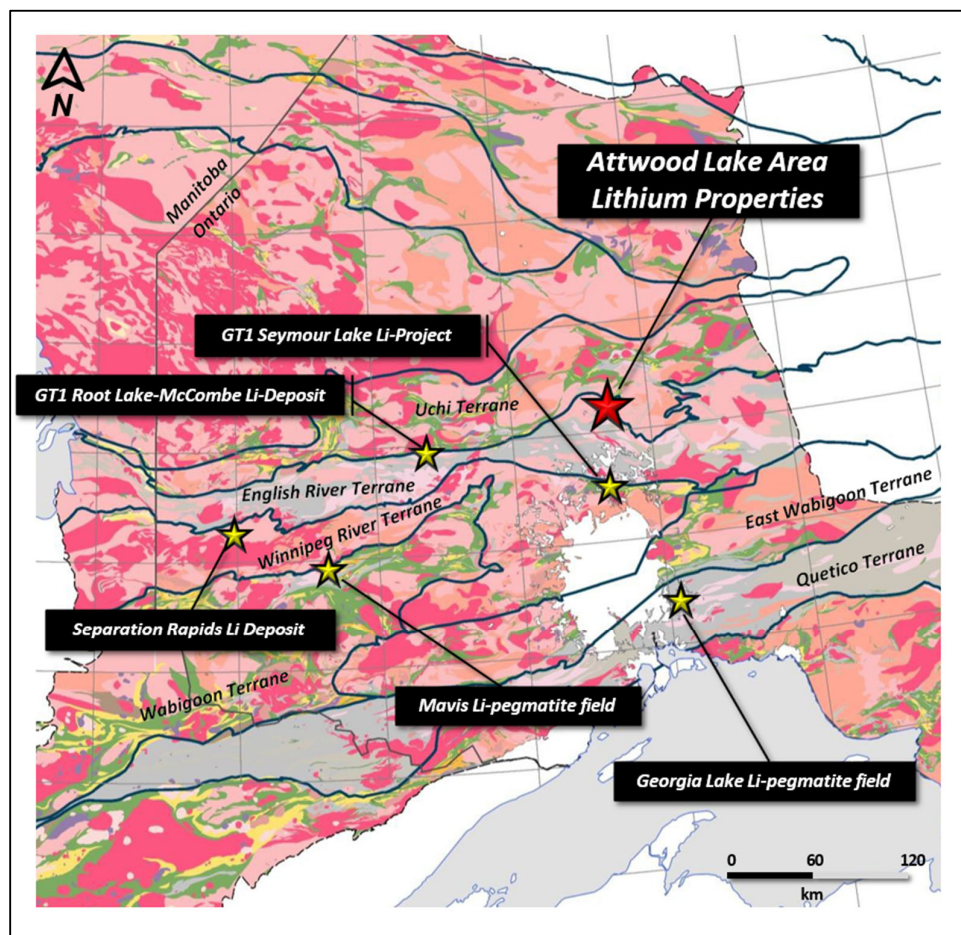 N
Manitoba
Ontario
Attwood Lake Area
Lithium Properties
GT1 Seymour Lake Li-Project
GT1 Root Lake-McCombe Li-Deposit
Uchi Terrane
English River Terrane
Winnipeg River Terrane
East Wabigoon Terrane
Quetico Terrane
Separation Rapids Li Deposit
Wabigoon Terrane
Mavis Li-pegmatite field
Georgia Lake Li-pegmatite field
0 60 120
km